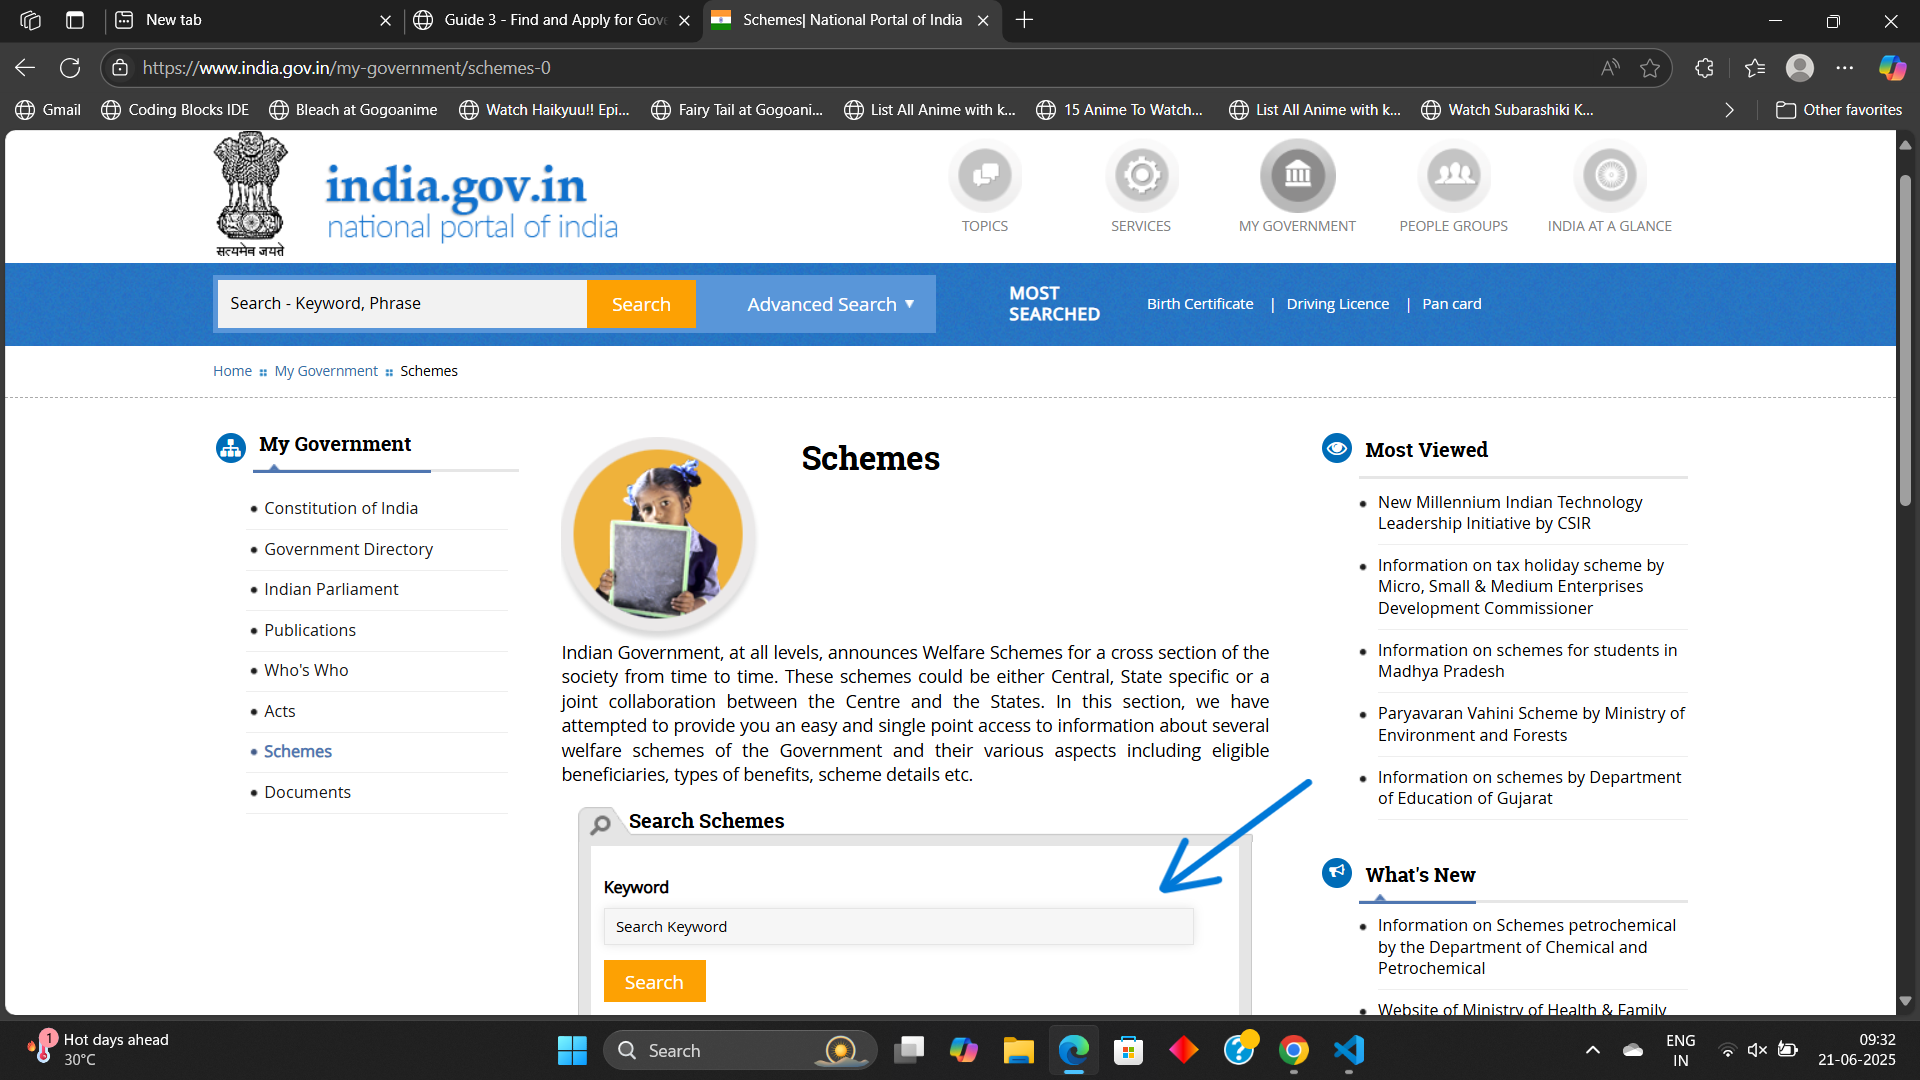 New tab
Guide 3 - Find and Apply for Gove
Schemes| National Portal of India
https://www.india.gov.in/my-government/schemes-0
Gmail
Coding Blocks IDE
Bleach at Gogoanime
Watch Haikyuu!! Epi...
Fairy Tail at Gogoani...
List All Anime with k...
15 Anime To Watch...
List All Anime with k...
Watch Subarashiki K...
Other favorites
सत्यमेव जयते
india.gov.in
national portal of india
TOPICS
SERVICES
MY GOVERNMENT
PEOPLE GROUPS
INDIA AT A GLANCE
Search - Keyword, Phrase
Search
Advanced Search
MOST
SEARCHED
Birth Certificate | Driving Licence | Pan card
Home My Government Schemes
My Government
Constitution of India
Government Directory
Indian Parliament
Publications
Who's Who
Acts
Schemes
Documents
Schemes
Indian Government, at all levels, announces Welfare Schemes for a cross section of the
society from time to time. These schemes could be either Central, State specific or a
joint collaboration between the Centre and the States. In this section, we have
attempted to provide you an easy and single point access to information about several
welfare schemes of the Government and their various aspects including eligible
beneficiaries, types of benefits, scheme details etc.
Search Schemes
Keyword
Search Keyword
Search
Most Viewed
New Millennium Indian Technology
Leadership Initiative by CSIR
Information on tax holiday scheme by
Micro, Small & Medium Enterprises
Development Commissioner
Information on schemes for students in
Madhya Pradesh
Paryavaran Vahini Scheme by Ministry of
Environment and Forests
Information on schemes by Department
of Education of Gujarat
What's New
Information on Schemes petrochemical
by the Department of Chemical and
Petrochemical
Website of Ministry of Health & Family
1
Hot days ahead
30°C
Search
ENG
IN
09:32
21-06-2025